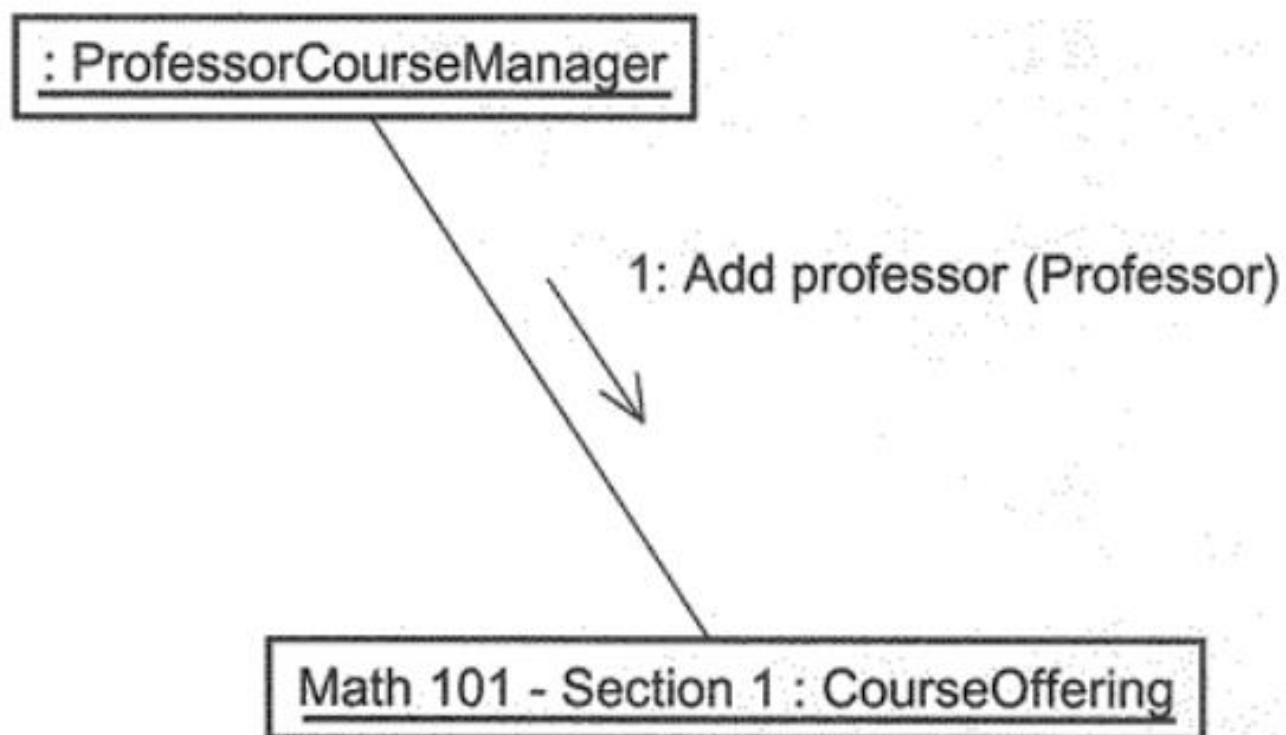 : ProfessorCourseManager
1: Add professor (Professor)
Math 101 - Section 1 : CourseOffering